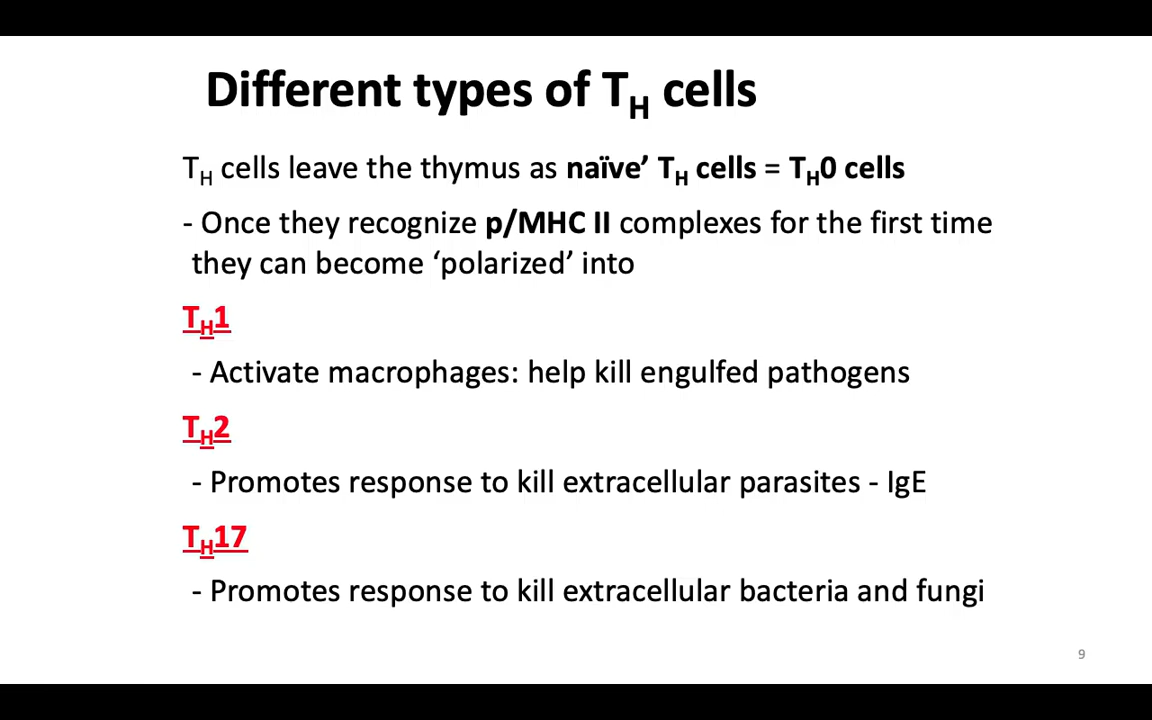 Different types of TH cells
TH cells leave the thymus as naïve’ TH cells = TH0 cells
- Once they recognize p/MHC II complexes for the first time
they can become ‘polarized’ into
TH1
- Activate macrophages: help kill engulfed pathogens
TH2
- Promotes response to kill extracellular parasites - IgE
TH17
- Promotes response to kill extracellular bacteria and fungi
9